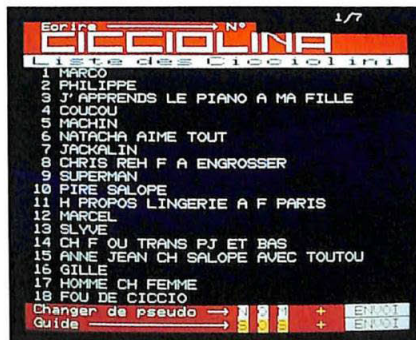 1/7
Ecrire → N°
CICCIOLINA
Liste des Cicciolini
1 MARCO
2 PHILIPPE
3 J'APPRENDS LE PIANO A MA FILLE
4 COUCOU
5 MACHIN
6 NATACHA AIME TOUT
7 JACKALIN
8 CHRIS REH F A ENGROSSER
9 SUPERMAN
10 PIRE SALOPE
11 H PROPOS LINGERIE A F PARIS
12 MARCEL
13 SLYVE
14 CH F OU TRANS PJ ET BAS
15 ANNE JEAN CH SALOPE AVEC TOUTOU
16 GILLE
17 HOMME CH FEMME
18 FOU DE CICCIO
Changer de pseudo → NOM + ENVOI
Guide → SOS + ENVOI